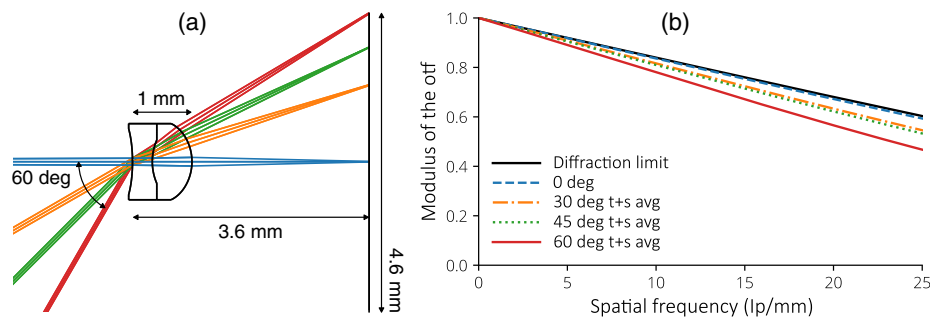 (a)
1 mm
60 deg
3.6 mm
4.6 mm
(b)
Modulus of the otf
1.0
0.8
0.6
0.4
0.2
0.0
Diffraction limit
0 deg
30 deg t+s avg
45 deg t+s avg
60 deg t+s avg
0
5
10
15
20
25
Spatial frequency (lp/mm)